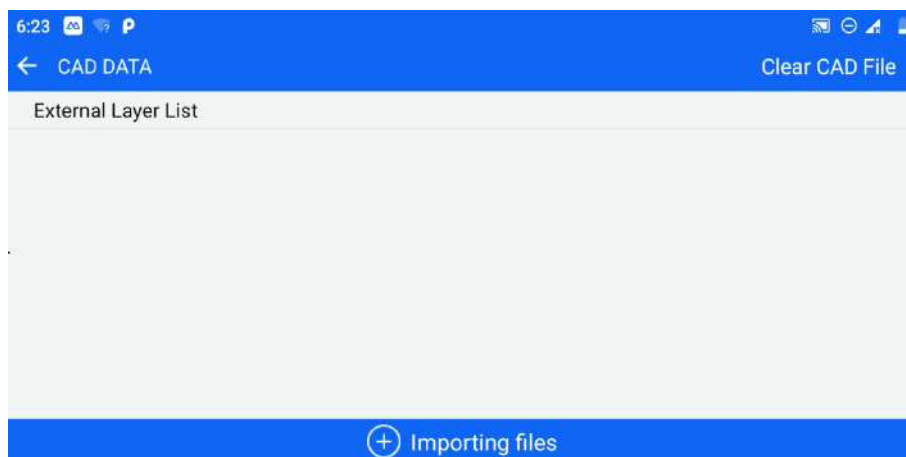 6:23
CAD DATA
Clear CAD File
External Layer List
Importing files